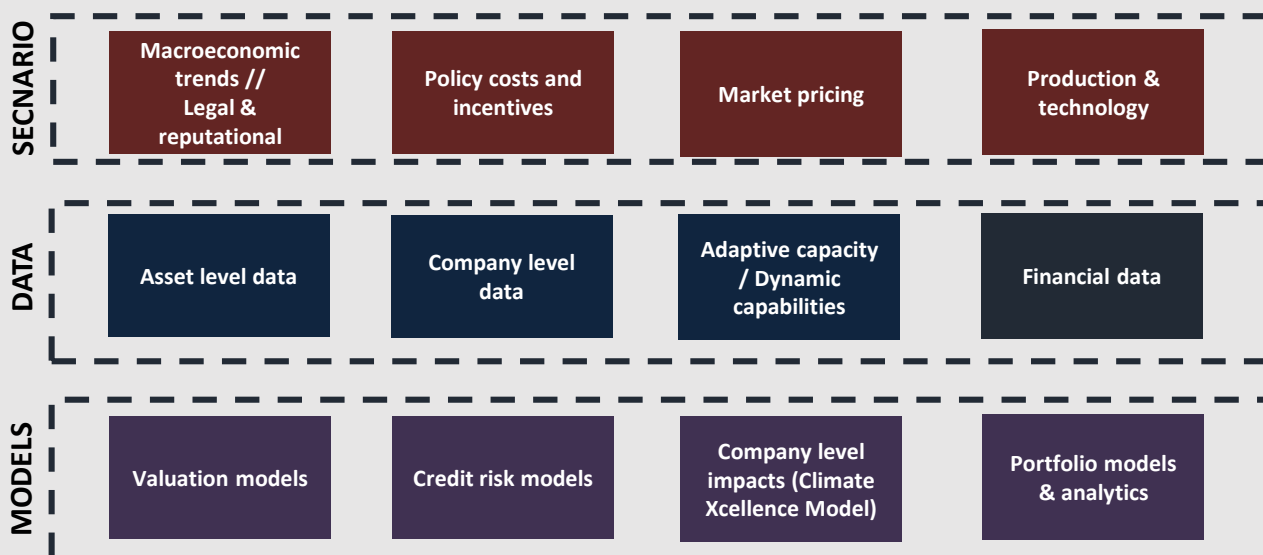 SECNARIO
Macroeconomic
trends //
Legal &
reputational
Policy costs and
incentives
Market pricing
Production &
technology
DATA
Asset level data
Company level
data
Adaptive capacity
/ Dynamic
capabilities
Financial data
MODELS
Valuation models
Credit risk models
Company level
impacts (Climate
Xcellence Model)
Portfolio models
& analytics